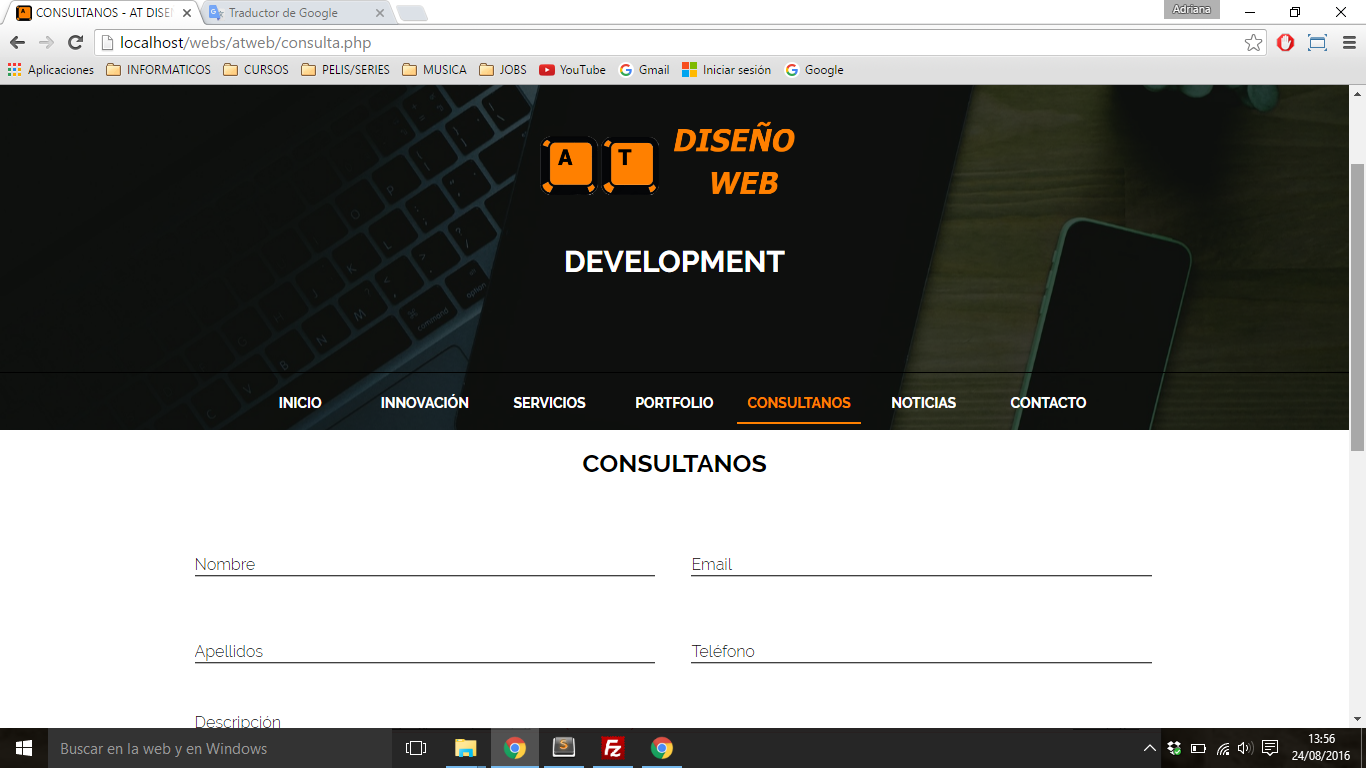 CONSULTANOS - AT DISE
Traductor de Google
Adriana
localhost/webs/atweb/consulta.php
Aplicaciones INFORMATICOS CURSOS PELIS/SERIES MUSICA JOBS YouTube Gmail Iniciar sesión Google
A T DISEÑO
WEB
DEVELOPMENT
command
option
INICIO INNOVACIÓN SERVICIOS PORTFOLIO CONSULTANOS NOTICIAS CONTACTO
CONSULTANOS
Nombre Email
Apellidos Teléfono
Descripción
Buscar en la web y en Windows
13:56
24/08/2016